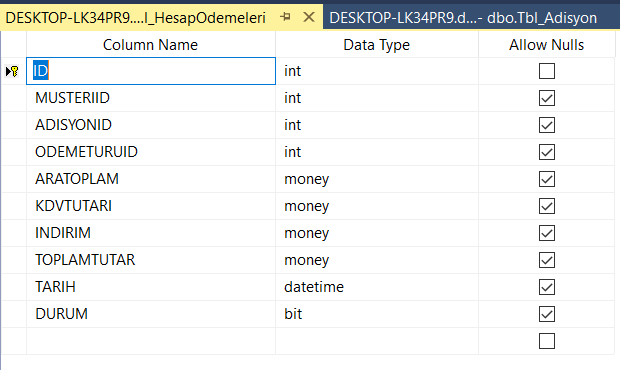 DESKTOP-LK34PR9....l_HesapOdemeleri DESKTOP-LK34PR9.d...- dbo.Tbl_Adisyon
Column Name Data Type Allow Nulls
ID int
MUSTERIID int
ADISYONID int
ODEMETURUID int
ARATOPLAM money
KDVTUTARI money
INDIRIM money
TOPLAMTUTAR money
TARIH datetime
DURUM bit